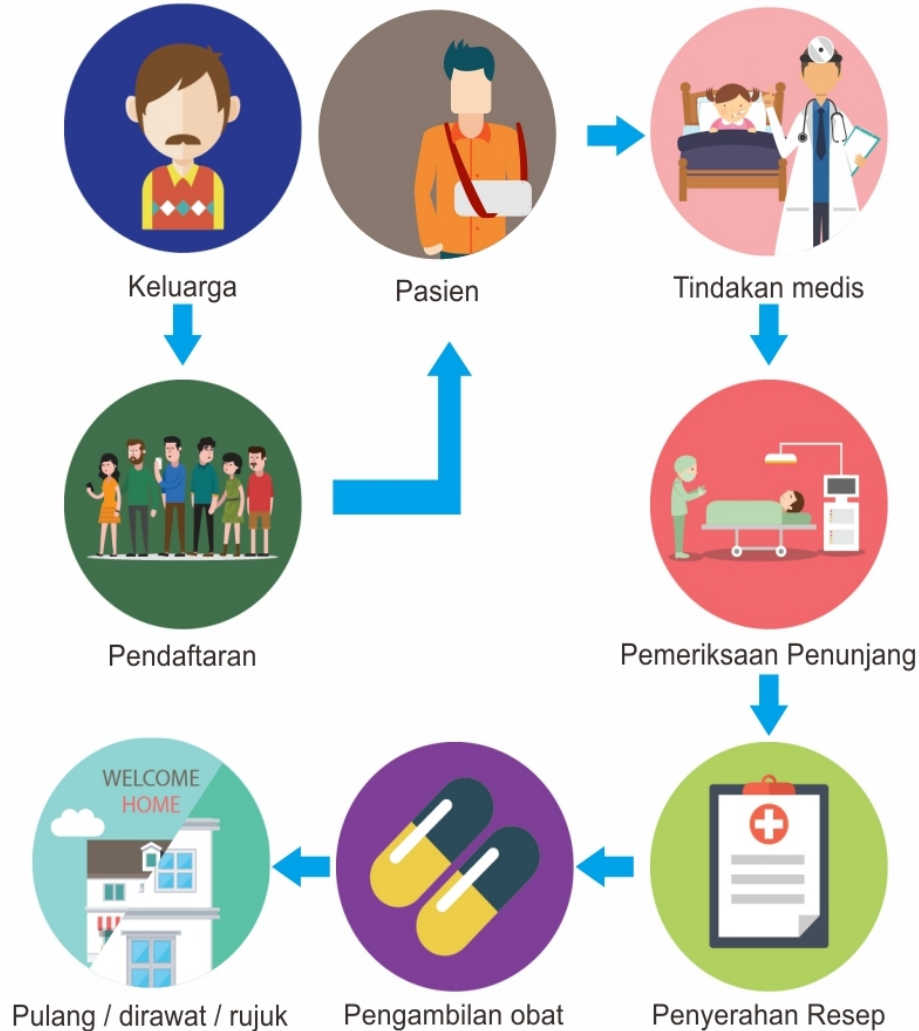 Keluarga
Pasien
Tindakan medis
Pendaftaran
Pemeriksaan Penunjang
WELCOME
HOME
Pulang / dirawat / rujuk
Pengambilan obat
Penyerahan Resep